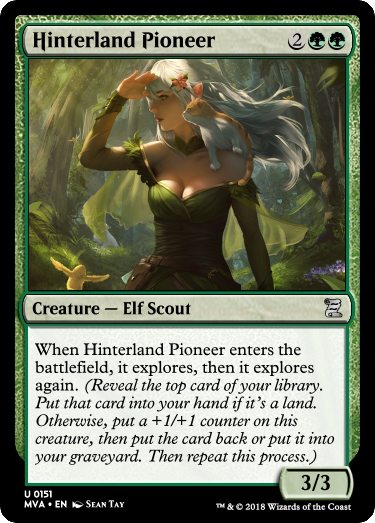 Hinterland Pioneer 2
Creature — Elf Scout
When Hinterland Pioneer enters the
battlefield, it explores, then it explores
again. (Reveal the top card of your library.
Put that card into your hand if it's a land.
Otherwise, put a +1/+1 counter on this
creature, then put the card back or put it into
your graveyard. Then repeat this process.)
3/3
U 0151
MVA • EN Sean Tay
™ & © 2018 Wizards of the Coast